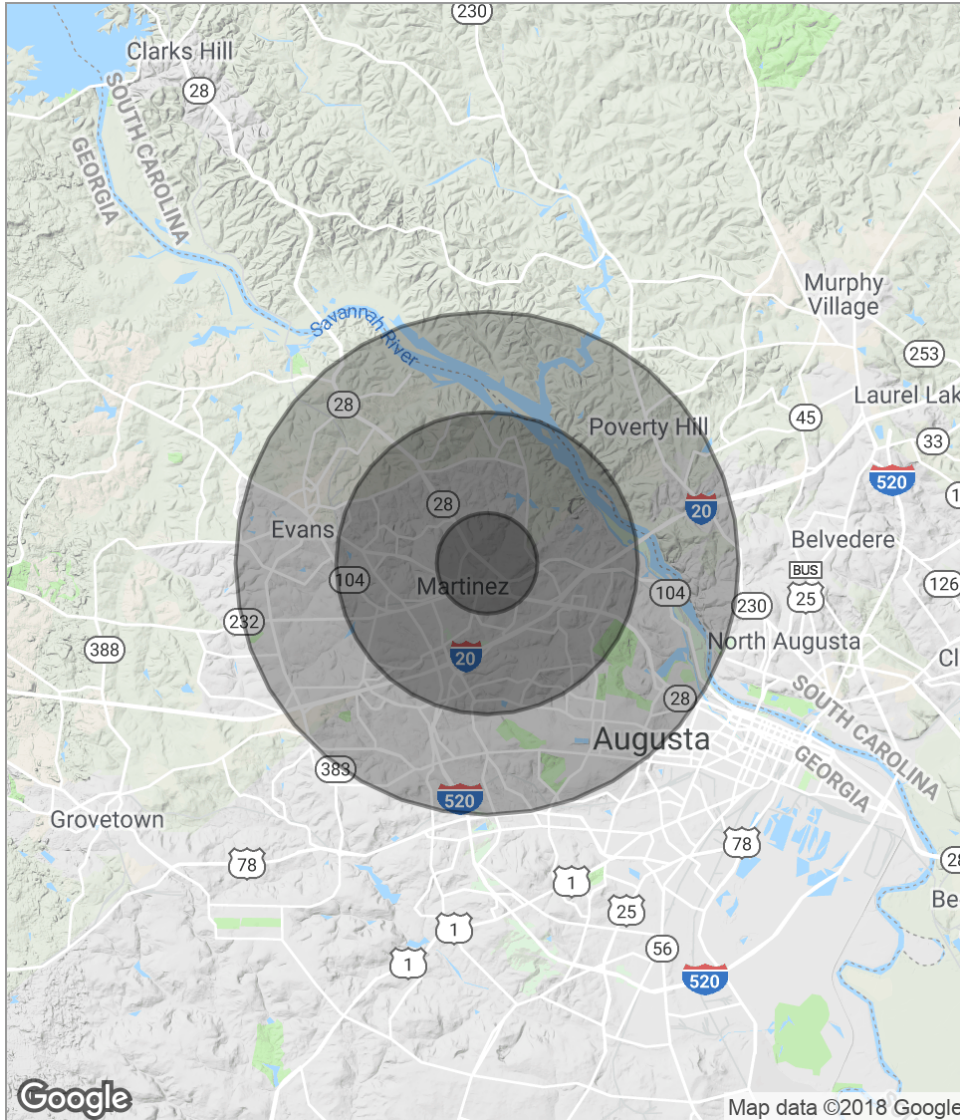 230
Clarks Hill
28
SOUTH CAROLINA
GEORGIA
Murphy
Village
Savannah River
253
28
45
Laurel Lak
Poverty Hill
33
520
28
20
1
Evans
Belvedere
BUS
25
104
Martinez
104
230
126
232
North Augusta
388
20
Cl
28
SOUTH CAROLINA
Augusta
GEORGIA
383
520
Grovetown
78
78
28
1
25
Be
1
56
1
520
Google
Map data ©2018 Google